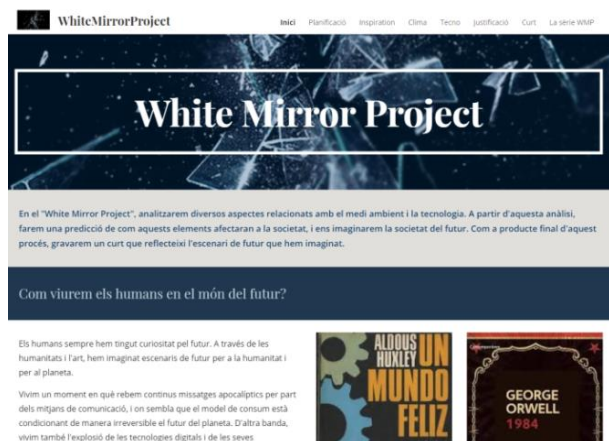 WhiteMirrorProject
Inici Planificació Inspiration Clima Tecno Justificació Curt La sèrie WMP
White Mirror Project
En el "White Mirror Project", analitzarem diversos aspectes relacionats amb el medi ambient i la tecnologia. A partir d'aquesta anàlisi,
farem una predicció de com aquests elements afectaran a la societat, i ens imaginarem la societat del futur. Com a producte final d'aquest
procés, gravarem un curt que reflecteixi l'escenari de futur que hem imaginat.
Com viurem els humans en el món del futur?
Els humans sempre hem tingut curiositat pel futur. A través de les
humanitats i l'art, hem imaginat escenaris de futur per a la humanitat i
per al planeta.
Vivim un moment en què rebem continus missatges apocalíptics per part
dels mitjans de comunicació, i on sembla que el model de consum està
condicionant de manera irreversible el futur del planeta. D'altra banda,
vivim també l'explosió de les tecnologies digitals i de les seves
ALDOUS
HUXLEY UN
MUNDO
FELIZ
GEORGE
ORWELL
1984